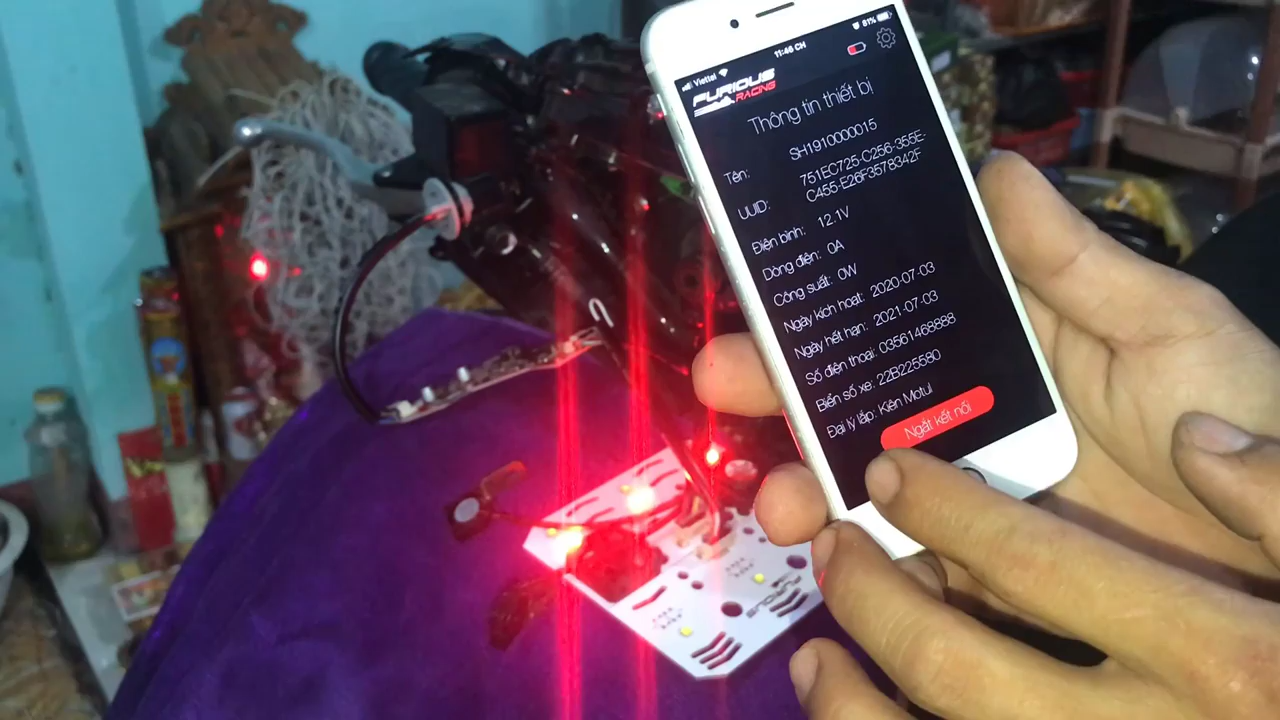 Viettel
11:46 CH
81%
FURIOUS
RACING
Thông tin thiết bị
Tên: SH1910000015
UUID: 751EC725-C256-355E-
C455-E26F3578342F
Điện bình: 12.1V
Dòng điện: 0A
Công suất: 0W
Ngày kích hoạt: 2020-07-03
Ngày hết hạn: 2021-07-03
Số điện thoại: 03561468888
Biển số xe: 22B225580
Đại lý lắp: Kiên Motul
Ngắt kết nối
FURIOUS